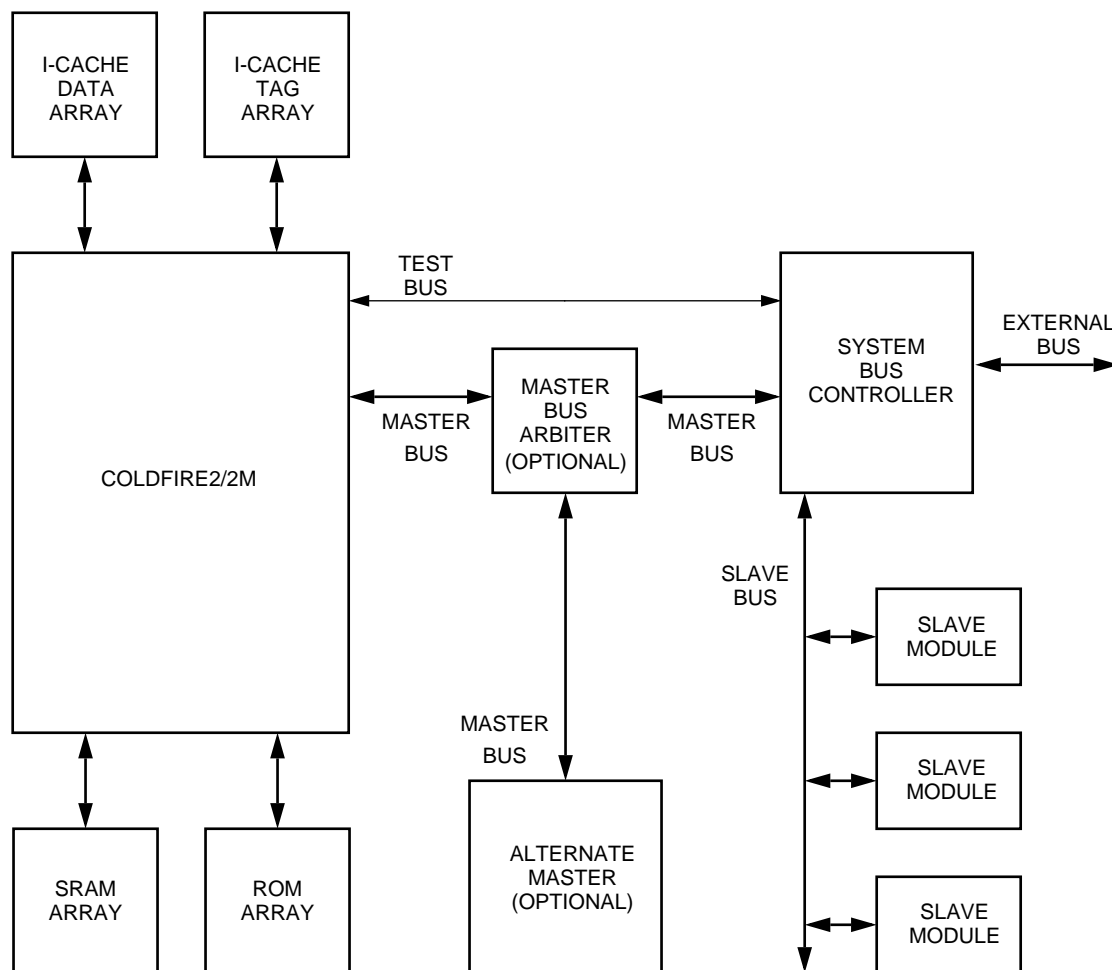 I-CACHE
DATA
ARRAY
I-CACHE
TAG
ARRAY
TEST
BUS
EXTERNAL
BUS
SYSTEM
BUS
CONTROLLER
MASTER
BUS
ARBITER
(OPTIONAL)
MASTER
BUS
MASTER
BUS
COLDFIRE2/2M
SLAVE
BUS
SLAVE
MODULE
MASTER
BUS
SLAVE
MODULE
SRAM
ARRAY
ROM
ARRAY
ALTERNATE
MASTER
(OPTIONAL)
SLAVE
MODULE